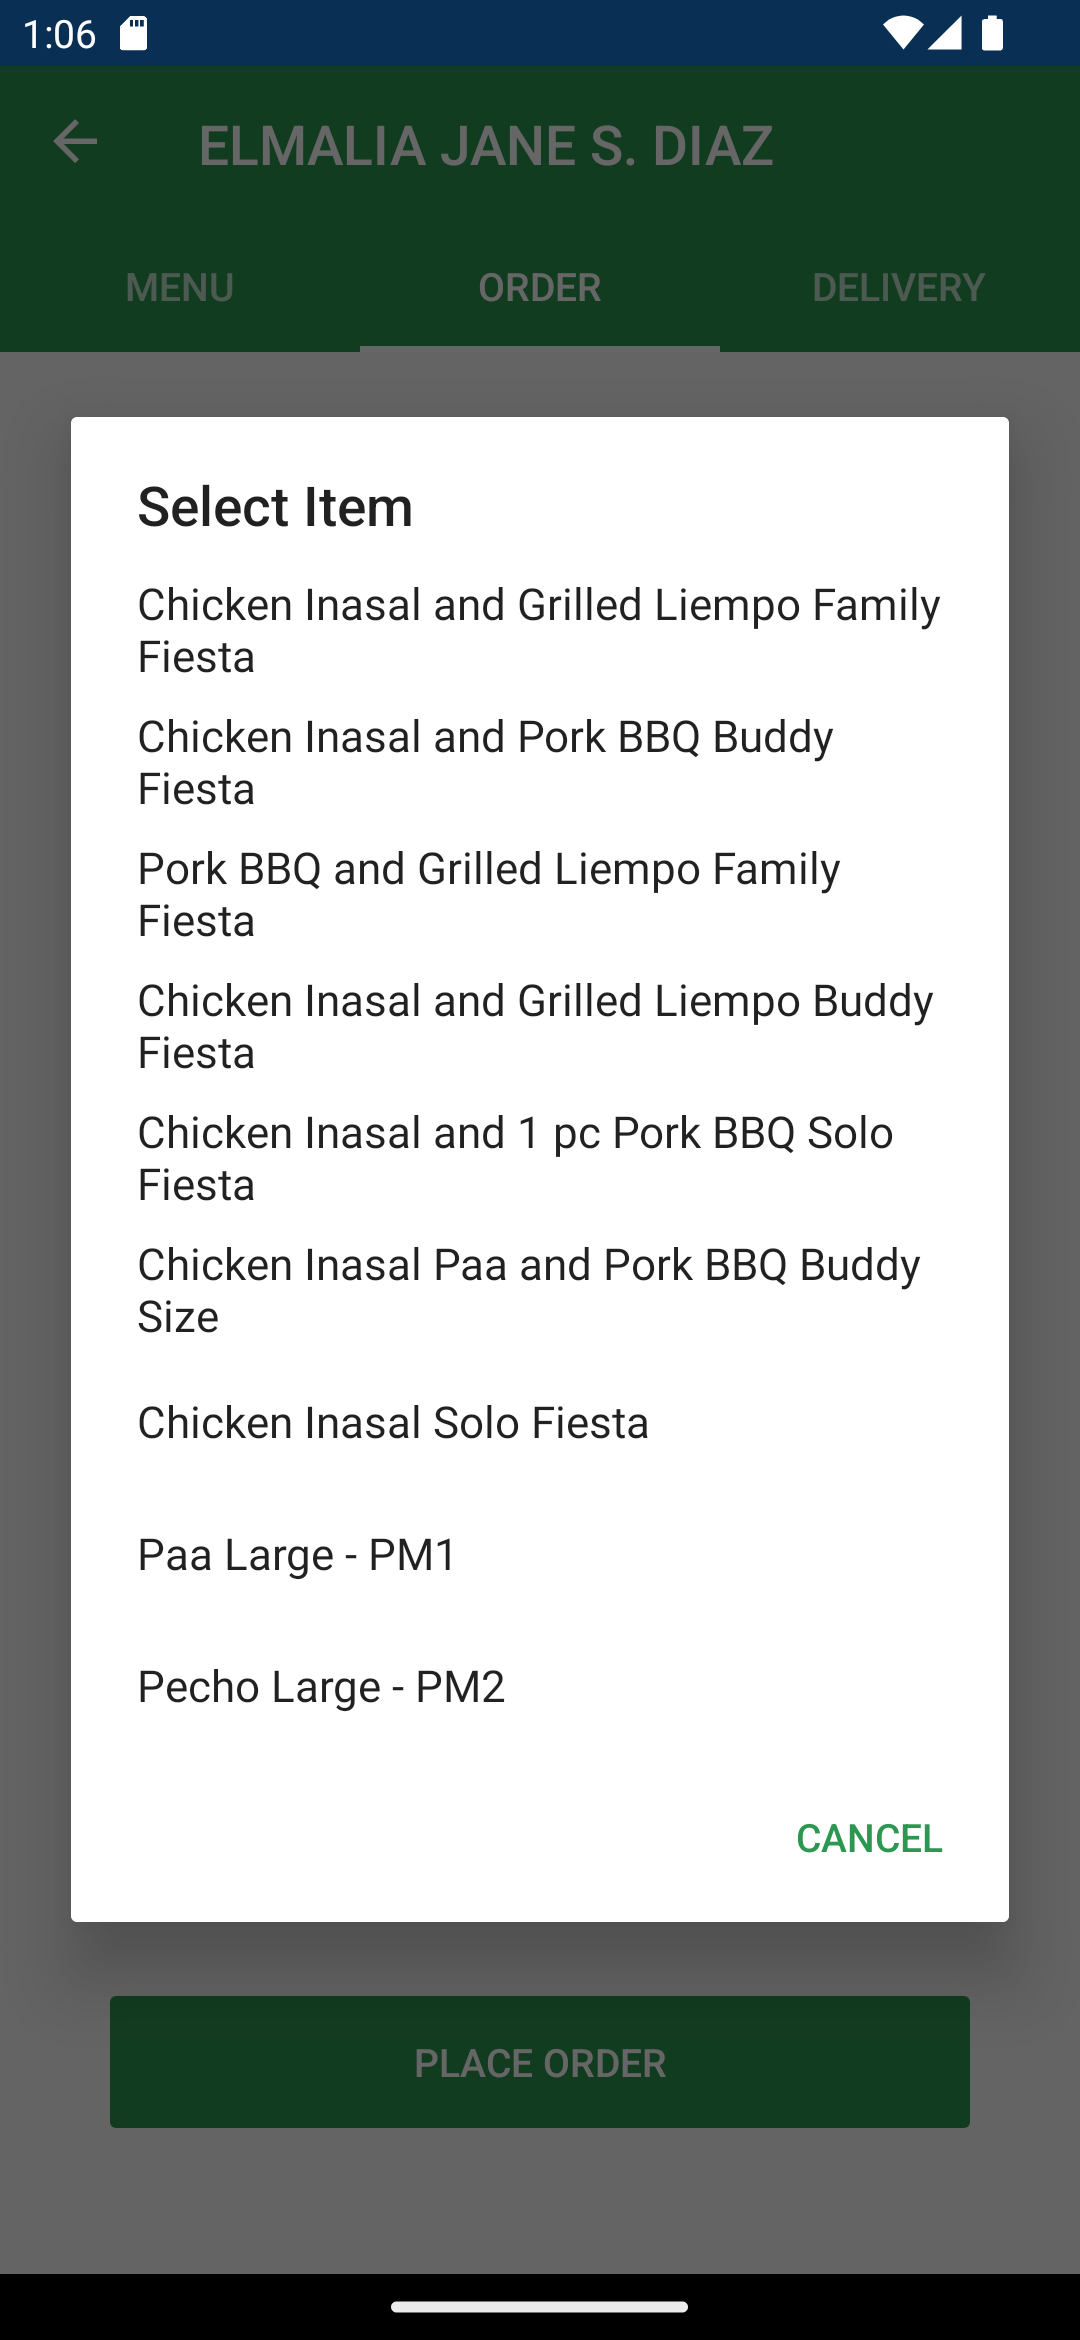 1:06
ELMALIA JANE S. DIAZ
MENU
ORDER
DELIVERY
Select Item
Chicken Inasal and Grilled Liempo Family
Fiesta
Chicken Inasal and Pork BBQ Buddy
Fiesta
Pork BBQ and Grilled Liempo Family
Fiesta
Chicken Inasal and Grilled Liempo Buddy
Fiesta
Chicken Inasal and 1 pc Pork BBQ Solo
Fiesta
Chicken Inasal Paa and Pork BBQ Buddy
Size
Chicken Inasal Solo Fiesta
Paa Large - PM1
Pecho Large - PM2
CANCEL
PLACE ORDER